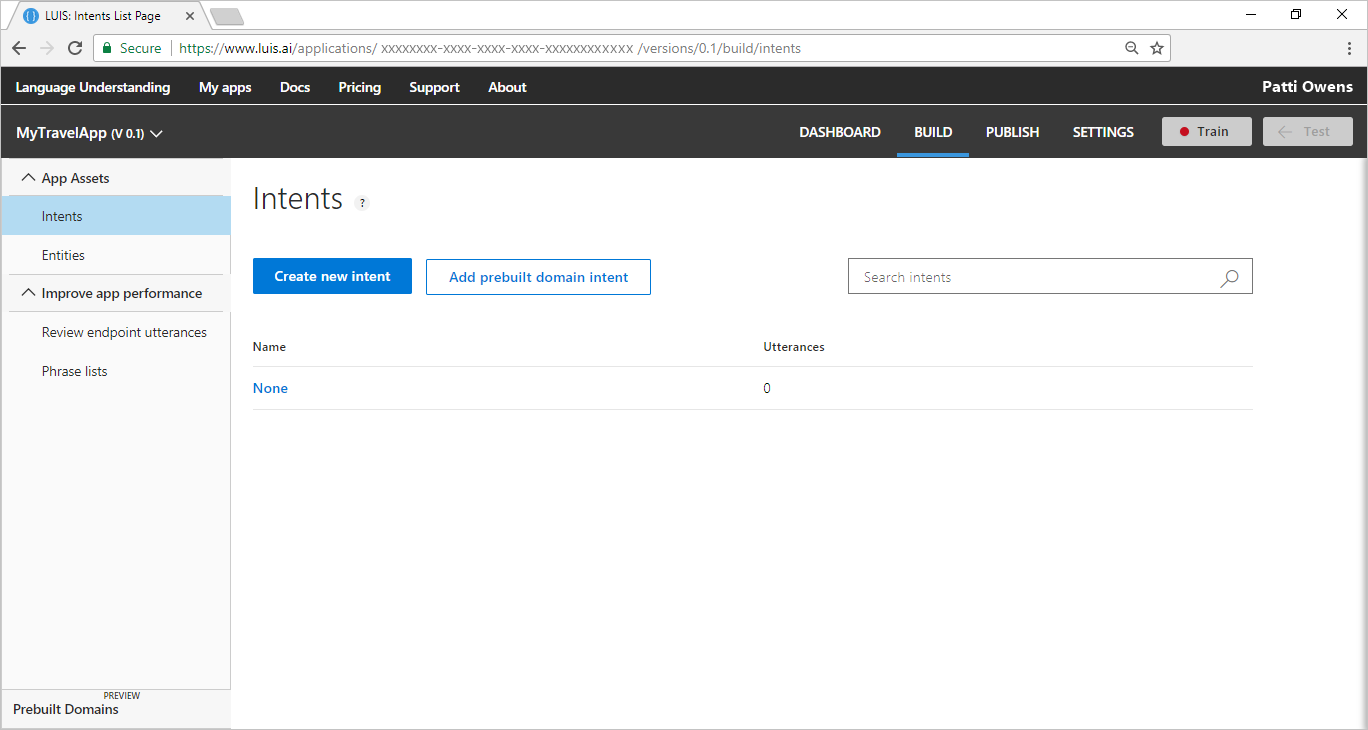 LUIS: Intents List Page
Secure https://www.luis.ai/applications/ xxxxxxxx-xxxx-xxxx-xxxx-xxxxxxxxxxxx /versions/0.1/build/intents
Language Understanding My apps Docs Pricing Support About Patti Owens
MyTravelApp (V 0.1) DASHBOARD BUILD PUBLISH SETTINGS Train Test
App Assets
Intents
Entities
Improve app performance
Review endpoint utterances
Phrase lists
PREVIEW
Prebuilt Domains
Intents ?
Create new intent Add prebuilt domain intent Search intents
Name Utterances
None 0